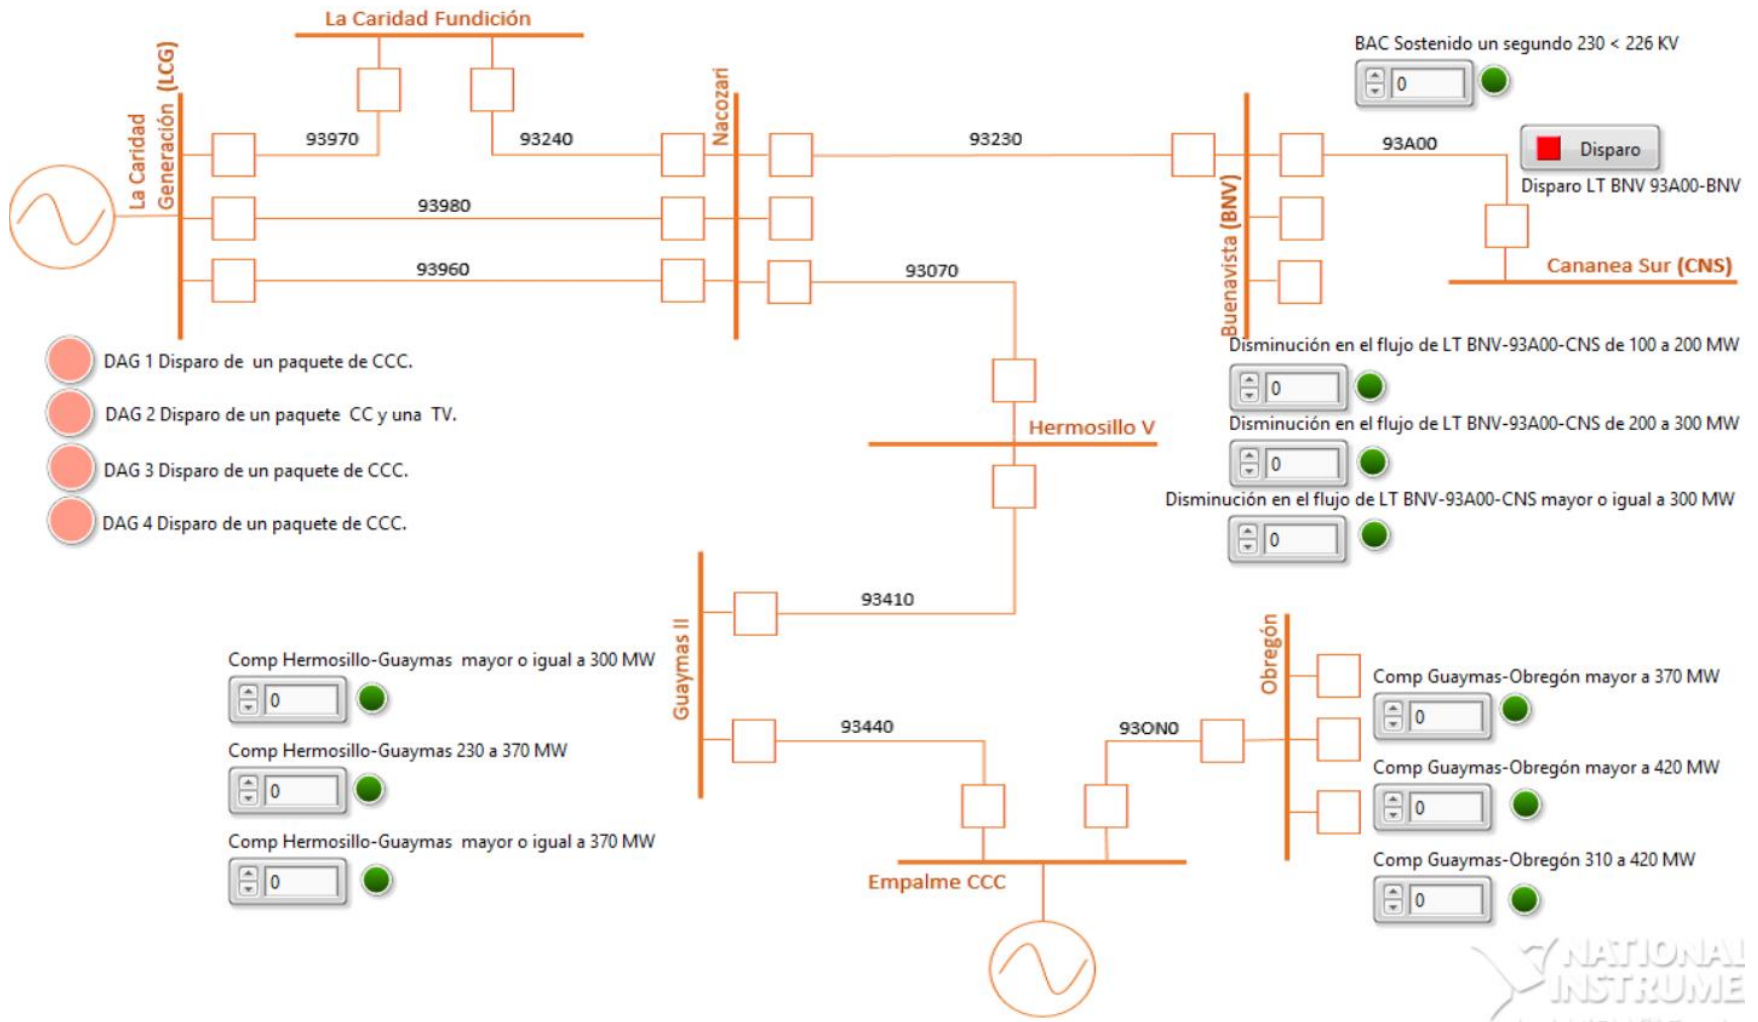 La Caridad Fundición
La Caridad
Generación (LCG)
93970
93240
Nacozari
93230
93980
93960
93070
Buenavista (BNV)
BAC Sostenido un segundo 230 < 226 KV
0
93A00
Disparo
Disparo LT BNV 93A00-BNV
Cananea Sur (CNS)
DAG 1 Disparo de un paquete de CCC.
DAG 2 Disparo de un paquete CC y una TV.
DAG 3 Disparo de un paquete de CCC.
DAG 4 Disparo de un paquete de CCC.
Disminución en el flujo de LT BNV-93A00-CNS de 100 a 200 MW
0
Disminución en el flujo de LT BNV-93A00-CNS de 200 a 300 MW
0
Disminución en el flujo de LT BNV-93A00-CNS mayor o igual a 300 MW
0
Hermosillo V
93410
Guaymas II
93440
Comp Hermosillo-Guaymas mayor o igual a 300 MW
0
Comp Hermosillo-Guaymas 230 a 370 MW
0
Comp Hermosillo-Guaymas mayor o igual a 370 MW
0
Empalme CCC
93ON0
Obregón
Comp Guaymas-Obregón mayor a 370 MW
0
Comp Guaymas-Obregón mayor a 420 MW
0
Comp Guaymas-Obregón 310 a 420 MW
0
NATIONAL
INSTRUME